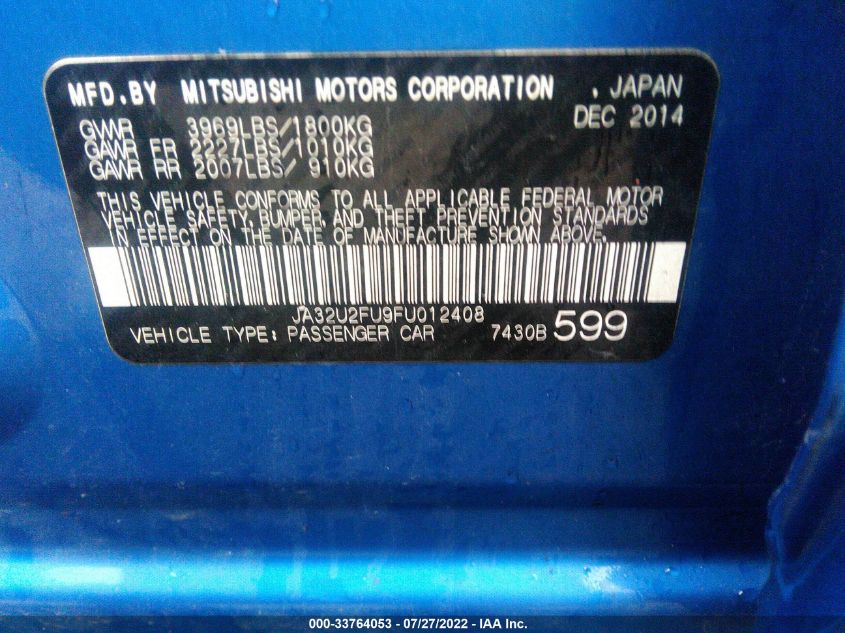 MFD.BY MITSUBISHI MOTORS CORPORATION . JAPAN
DEC 2014
GVWR 3969LBS/1800KG
GAWR FR 2227LBS/1010KG
GAWR RR 2007LBS/ 910KG
THIS VEHICLE CONFORMS TO ALL APPLICABLE FEDERAL MOTOR
VEHICLE SAFETY, BUMPER, AND THEFT PREVENTION STANDARDS
IN EFFECT ON THE DATE OF MANUFACTURE SHOWN ABOVE.
JA32U2FU9FU012408
VEHICLE TYPE: PASSENGER CAR 7430B 599
000-33764053 - 07/27/2022 - IAA Inc.